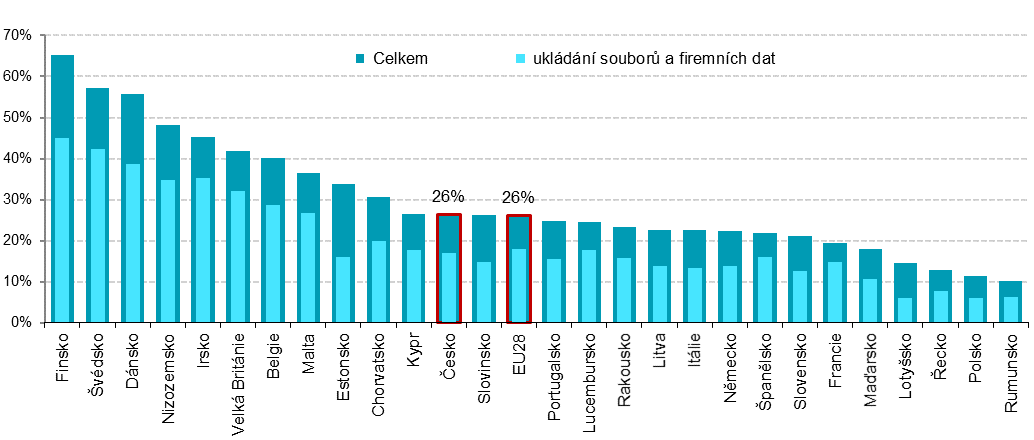 70%
60%
50%
40%
30%
20%
10%
0%
Celkem
ukládání souborů a firemních dat
26%
26%
Finsko
Švédsko
Dánsko
Nizozemsko
Irsko
Velká Británie
Belgie
Malta
Estonsko
Chorvatsko
Kypr
Česko
Slovinsko
EU28
Portugalsko
Lucembursko
Rakousko
Litva
Itálie
Německo
Španělsko
Slovensko
Francie
Maďarsko
Lotyšsko
Řecko
Polsko
Rumunsko